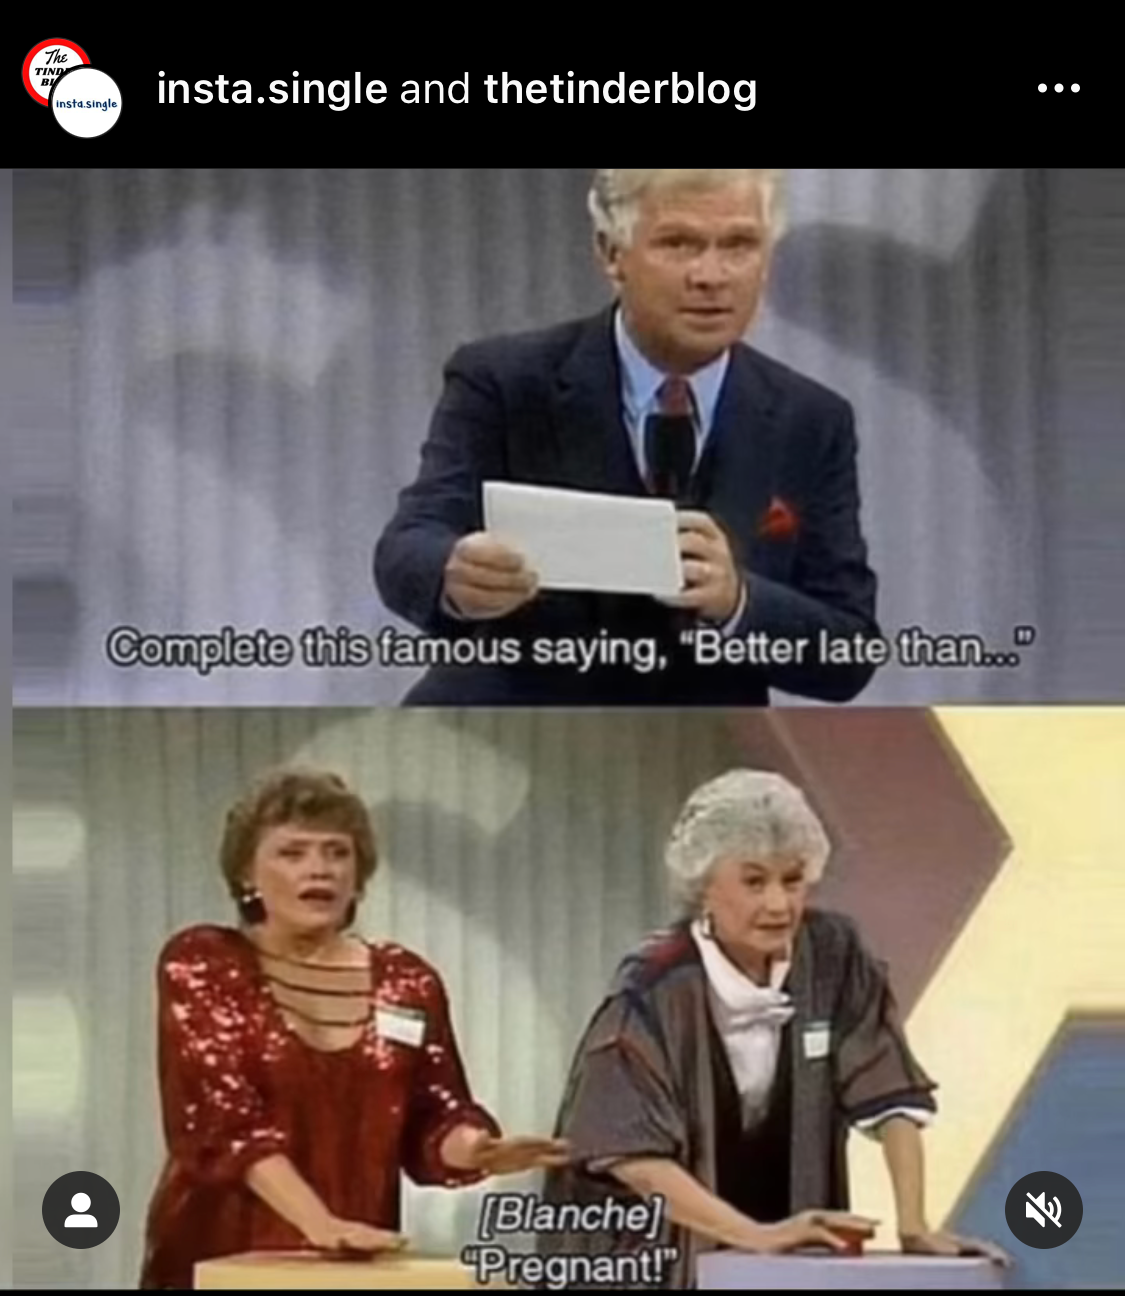 The
TIND
BL
insta.single
insta.single and thetinderblog
Complete this famous saying, “Better late than...”
[Blanche]
“Pregnant!”